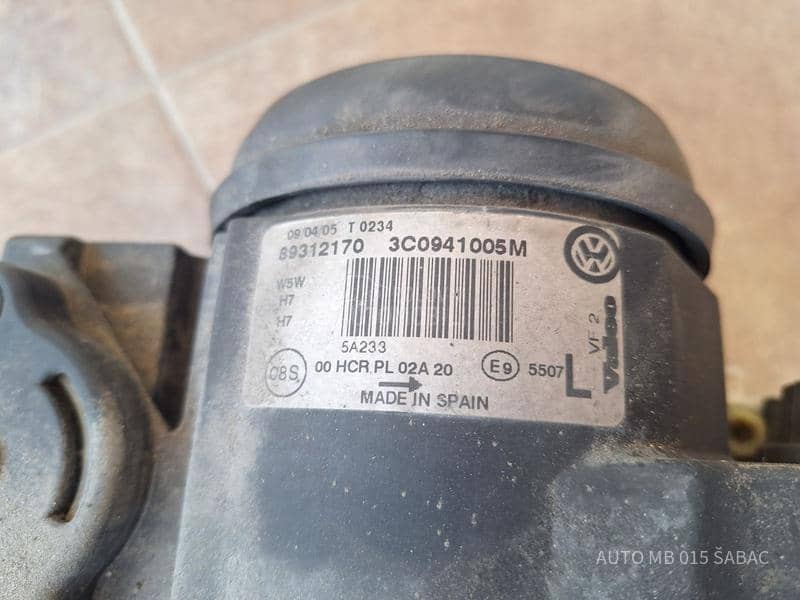 09/04/05 T 0234
89312170 3C0941005M
W5W
H7
H7
5A233
08S 00 HCR PL 02A 20 E9 5507 L
MADE IN SPAIN
VF 2
Valeo
AUTO MB 015 ŠABAC